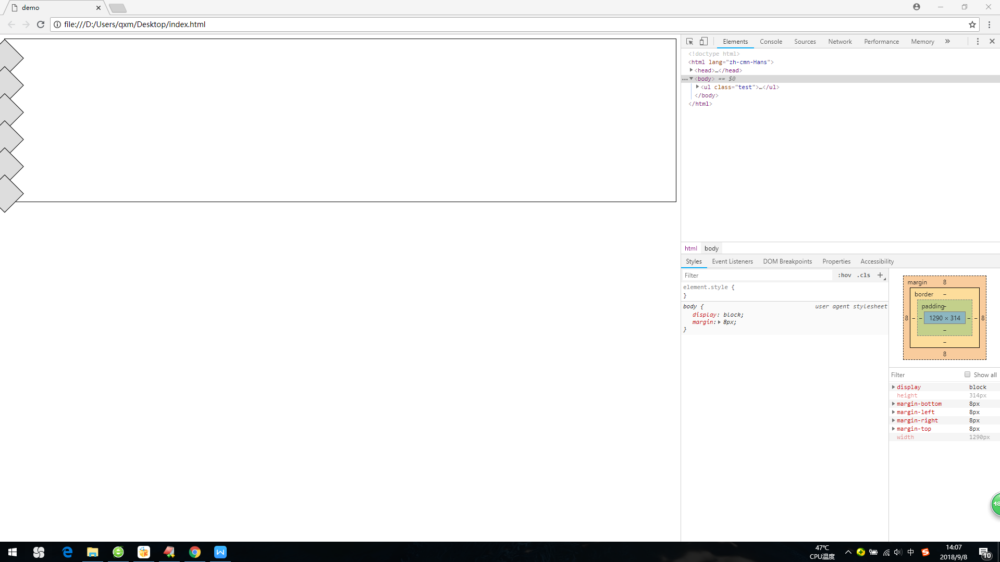 demo
file:///D:/Users/qxm/Desktop/index.html
Elements Console Sources Network Performance Memory »
<!doctype html>
<html lang="zh-cmn-Hans">
<head>…</head>
<body> == $0
<ul class="test">…</ul>
</body>
</html>
html body
Styles Event Listeners DOM Breakpoints Properties Accessibility
Filter :hov .cls +
element.style {
}
body { user agent stylesheet
display: block;
margin: 8px;
}
margin 8
border –
padding –
8 – – 1290 × 314 – – 8
–
–
8
Filter Show all
display block
height 314px
margin-bottom 8px
margin-left 8px
margin-right 8px
margin-top 8px
width 1290px
48
47℃
CPU温度
中
14:07
2018/9/8
10